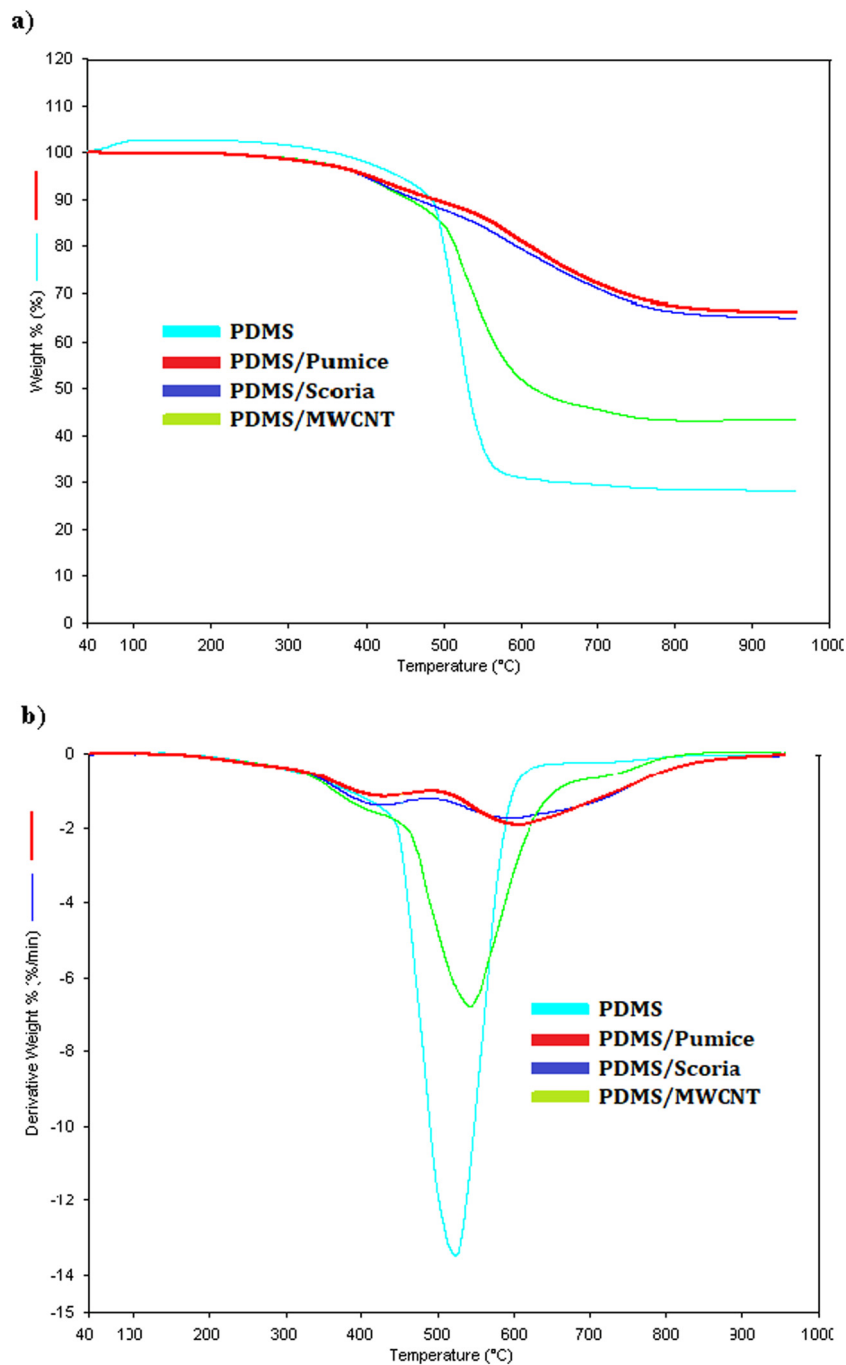 a)
120
110
100
90
80
70
60
50
40
30
20
10
0
Weight % (%)
PDMS
PDMS/Pumice
PDMS/Scoria
PDMS/MWCNT
40 100 200 300 400 500 600 700 800 900 1000
Temperature (°C)
b)
0
-2
-4
-6
-8
-10
-12
-14
-15
Derivative Weight % (%/min)
PDMS
PDMS/Pumice
PDMS/Scoria
PDMS/MWCNT
40 100 200 300 400 500 600 700 800 900 1000
Temperature (°C)